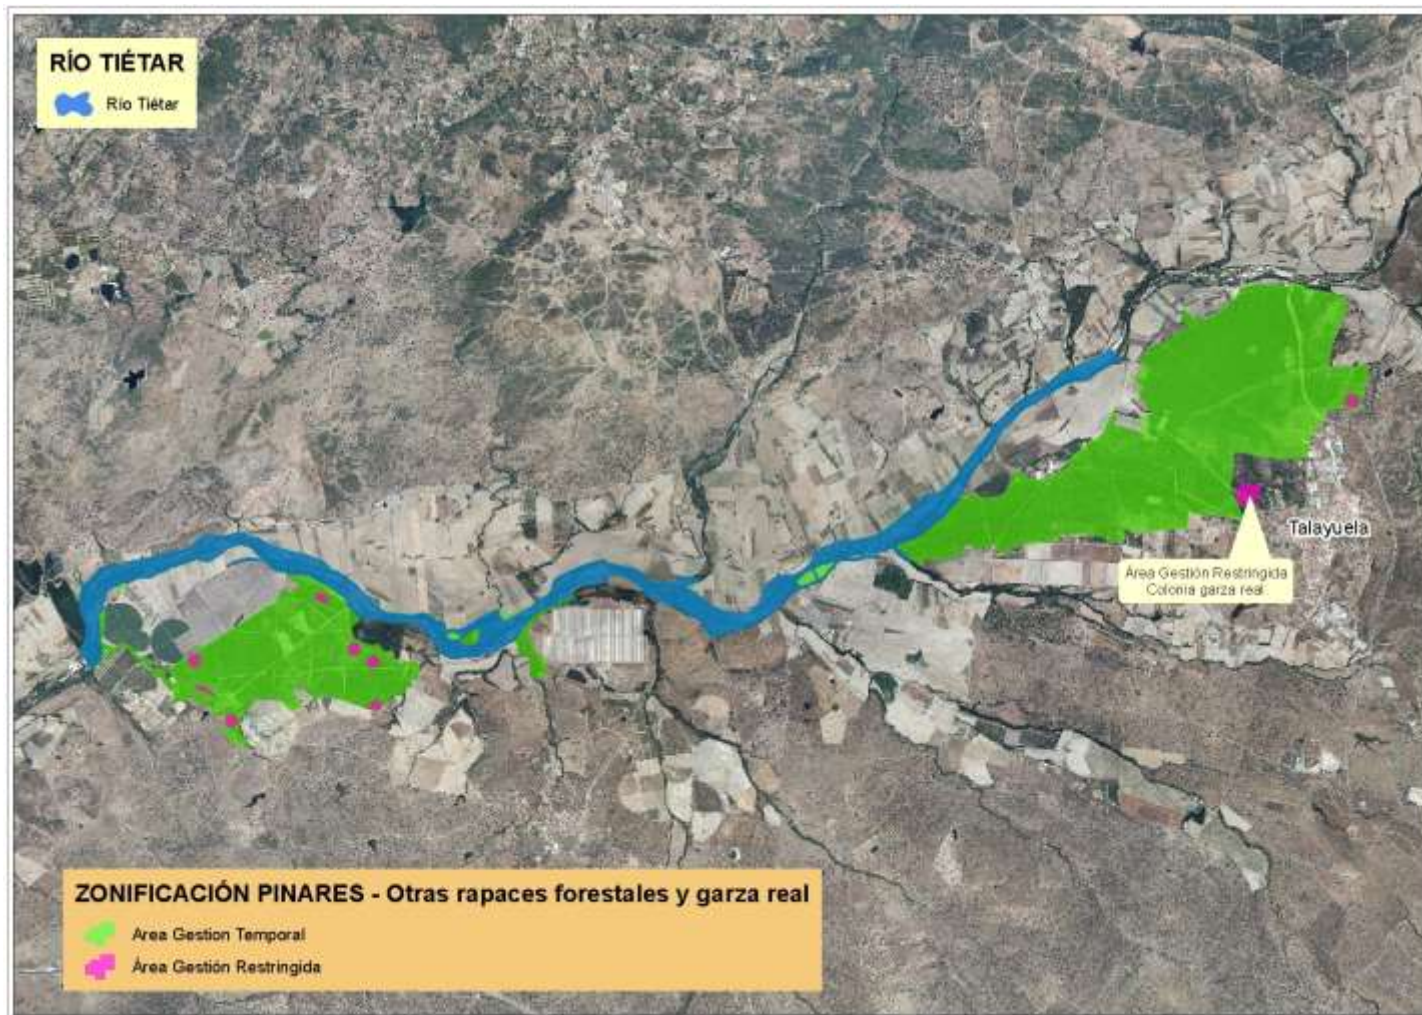 RÍO TIÉTAR
Río Tiétar
Talayuela
Área Gestión Restringida
Colonia garza real
ZONIFICACIÓN PINARES - Otras rapaces forestales y garza real
Area Gestion Temporal
Área Gestión Restringida